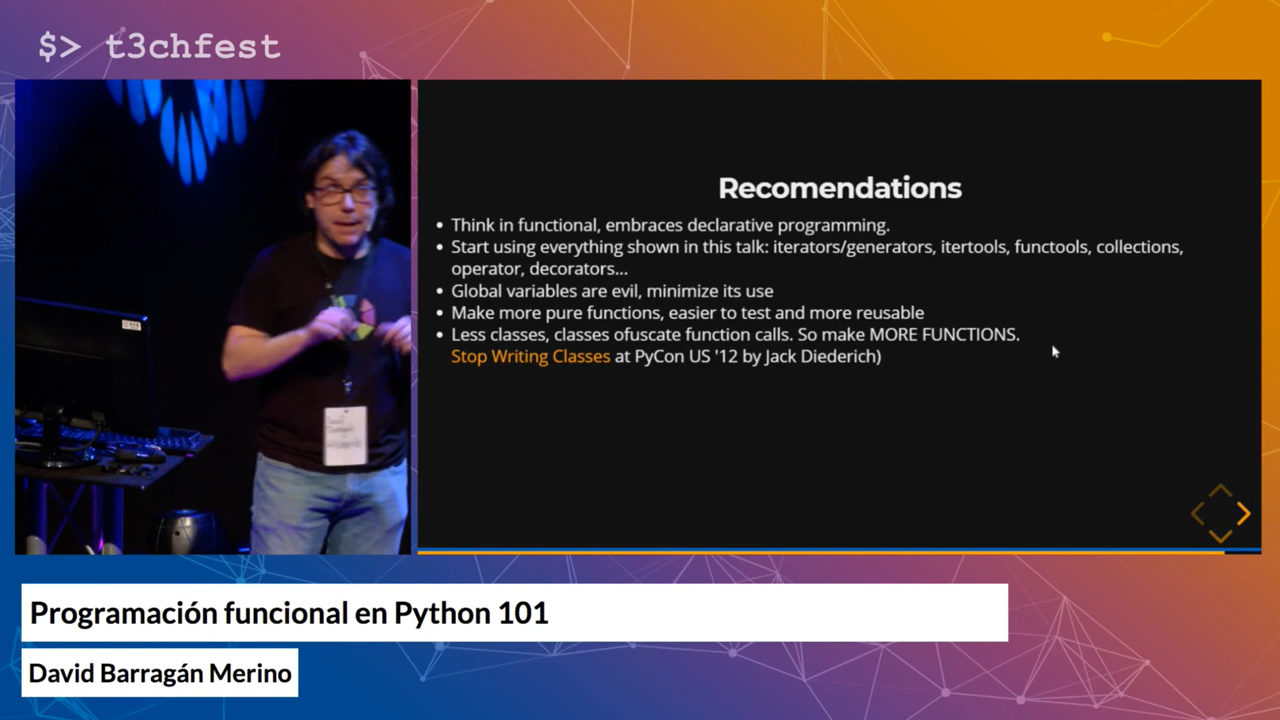 $> t3chfest
Recomendations
• Think in functional, embraces declarative programming.
• Start using everything shown in this talk: iterators/generators, itertools, functools, collections,
operator, decorators...
• Global variables are evil, minimize its use
• Make more pure functions, easier to test and more reusable
• Less classes, classes ofuscate function calls. So make MORE FUNCTIONS.
Stop Writing Classes at PyCon US '12 by Jack Diederich)
Programación funcional en Python 101
David Barragán Merino